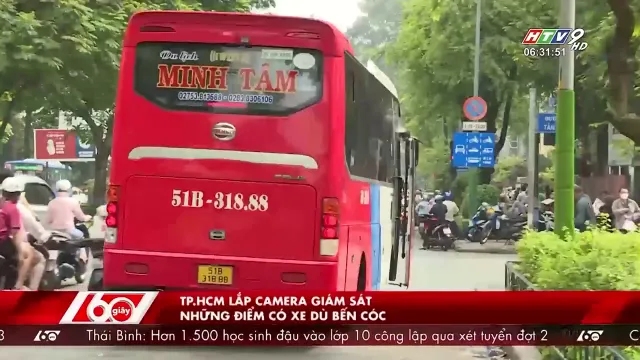 HTV9 HD
06:31:51
Du lịch
MINH TÂM
51B-318.88
51B
318.88
60 giây
TP.HCM LẮP CAMERA GIÁM SÁT
NHỮNG ĐIỂM CÓ XE DÙ BẾN CÓC
Thái Bình: Hơn 1.500 học sinh đậu vào lớp 10 công lập qua xét tuyển đợt 2